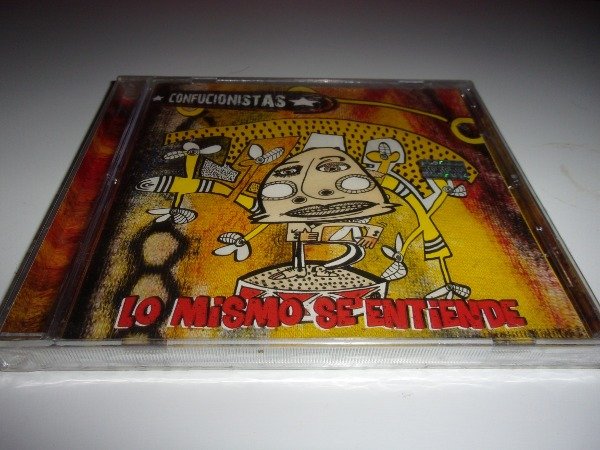 CONFUCIONISTAS
LO MISMO SE ENTIENDE